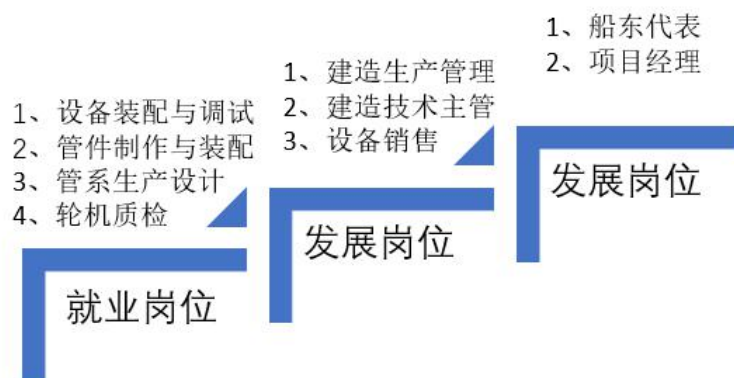 1、设备装配与调试
2、管件制作与装配
3、管系生产设计
4、轮机质检
就业岗位
1、建造生产管理
2、建造技术主管
3、设备销售
发展岗位
1、船东代表
2、项目经理
发展岗位